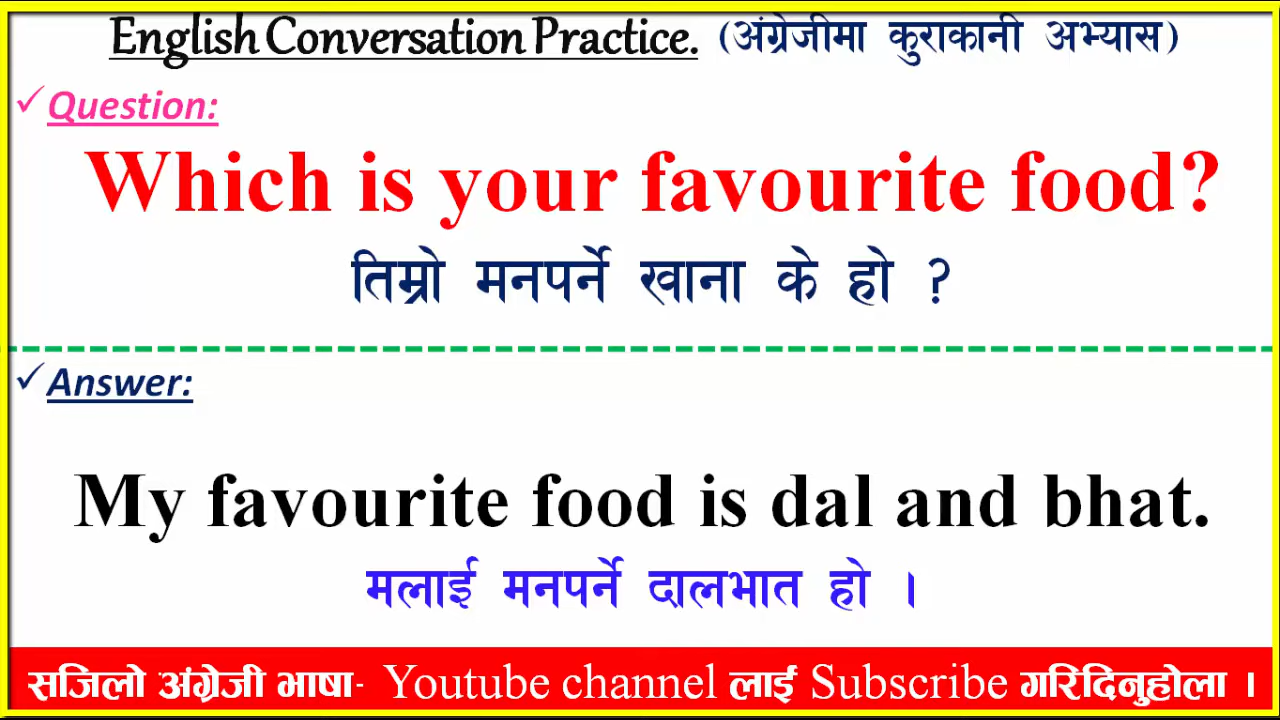 English Conversation Practice. (अंग्रेजीमा कुराकानी अभ्यास)
Question:
Which is your favourite food?
तिम्रो मनपर्ने खाना के हो ?
Answer:
My favourite food is dal and bhat.
मलाई मनपर्ने दालभात हो ।
सजिलो अंग्रेजी भाषा- Youtube channel लाई Subscribe गरिदिनुहोला ।